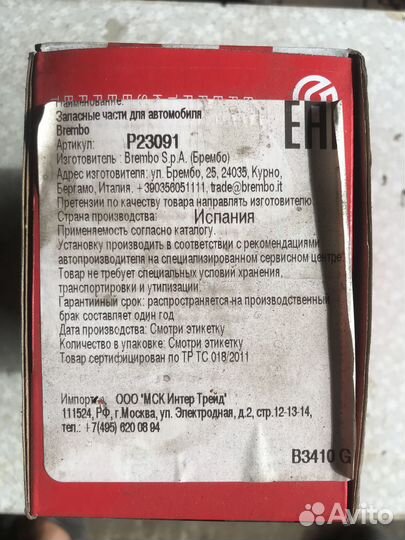 Наименование:
Запасные части для автомобиля
Brembo
Артикул: P23091
Изготовитель : Brembo S.p.A. (Брембо)
Адрес изготовителя: ул. Брембо, 25, 24035, Курно,
Бергамо, Италия. +390356051111, trade@brembo.it
Претензии по качеству товара направлять изготовителю.
Страна производства: Испания
Применяемость согласно каталогу.
Установку производить в соответствии с рекомендациями
автопроизводителя на специализированном сервисном центре
Товар не требует специальных условий хранения,
транспортировки и утилизации.
Гарантийный срок: распространяется на производственный
брак составляет один год
Дата производства: Смотри этикетку
Количество в упаковке: Смотри этикетку
Товар сертифицирован по ТР ТС 018/2011
Импортер: ООО "МСК Интер Трейд"
111524, РФ, г.Москва, ул. Электродная, д.2, стр.12-13-14,
тел.: +7(495) 620 08 94
B3410 G
EAC
Avito